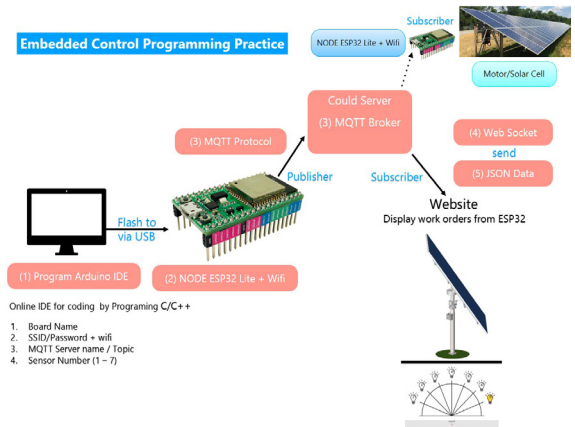 Embedded Control Programming Practice
Subscriber
NODE ESP32 Lite + Wifi
Motor/Solar Cell
Could Server
(3) MQTT Broker
(3) MQTT Protocol
(4) Web Socket
send
(5) JSON Data
Publisher
Subscriber
Website
Display work orders from ESP32
Flash to
via USB
(1) Program Arduino IDE
(2) NODE ESP32 Lite + Wifi
Online IDE for coding by Programing C/C++
1. Board Name
2. SSID/Password + wifi
3. MQTT Server name / Topic
4. Sensor Number (1 – 7)